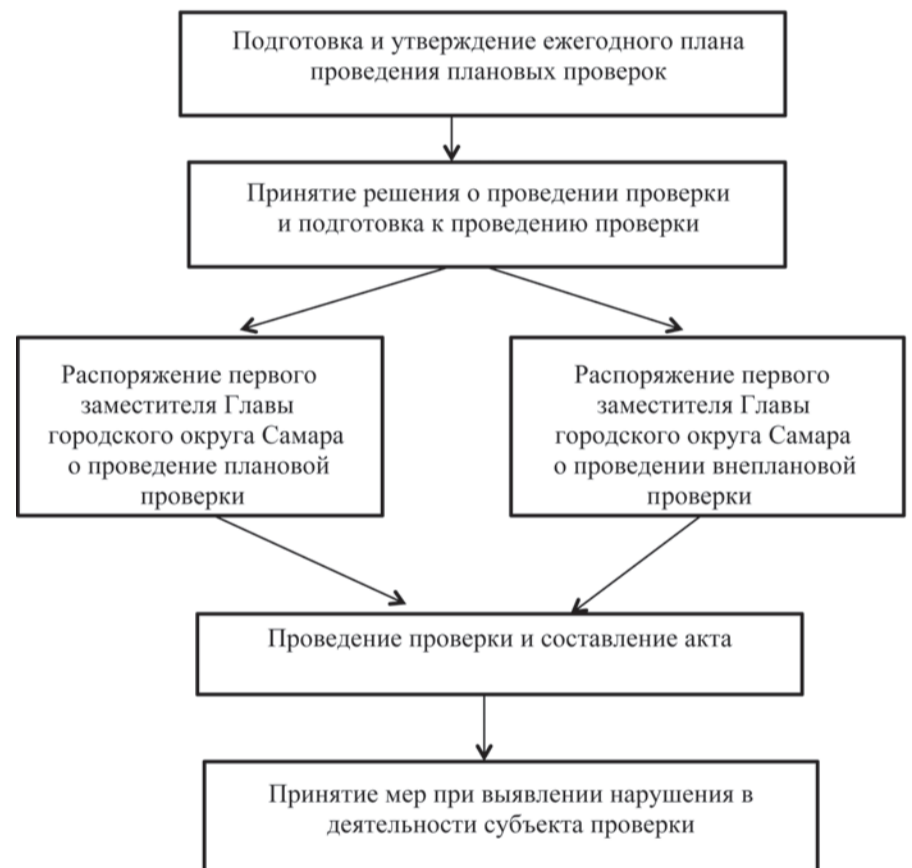 Подготовка и утверждение ежегодного плана
проведения плановых проверок
Принятие решения о проведении проверки
и подготовка к проведению проверки
Распоряжение первого
заместителя Главы
городского округа Самара
о проведение плановой
проверки
Распоряжение первого
заместителя Главы
городского округа Самара
о проведении внеплановой
проверки
Проведение проверки и составление акта
Принятие мер при выявлении нарушения в
деятельности субъекта проверки